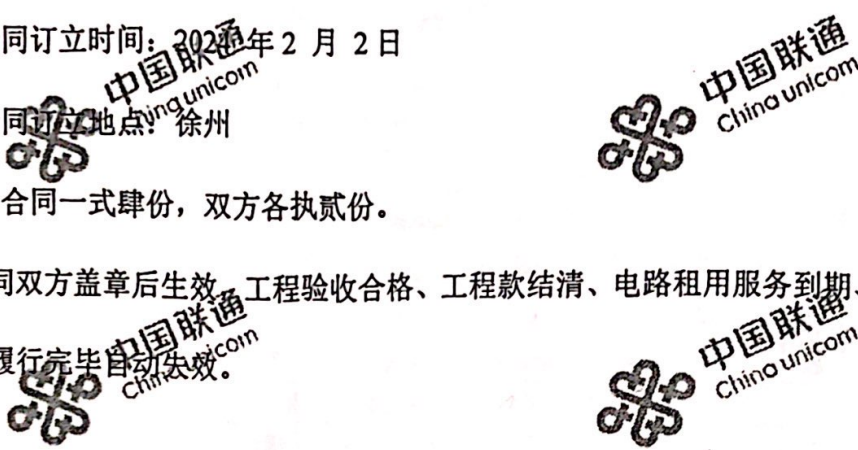 同订立时间：年 2 月 2 日
中国联通
China unicom
中国联通
China unicom
同订立地点：徐州
合同一式肆份，双方各执贰份。
同双方盖章后生效、工程验收合格、工程款结清、电路租用服务到期、
中国联通
China unicom
中国联通
China unicom
履行完毕自动失效。